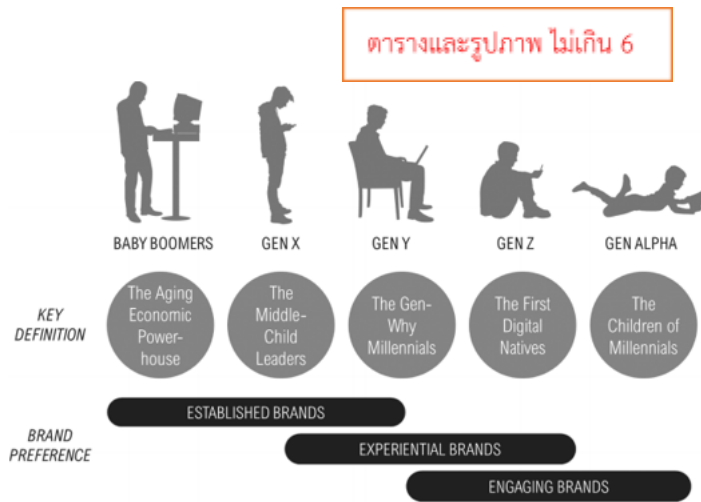 ตารางและรูปภาพ ไม่เกิน 6
BABY BOOMERS
GEN X
GEN Y
GEN Z
GEN ALPHA
KEY
DEFINITION
The Aging
Economic
Power-
house
The
Middle-
Child
Leaders
The Gen-
Why
Millennials
The First
Digital
Natives
The
Children of
Millennials
BRAND
PREFERENCE
ESTABLISHED BRANDS
EXPERIENTIAL BRANDS
ENGAGING BRANDS